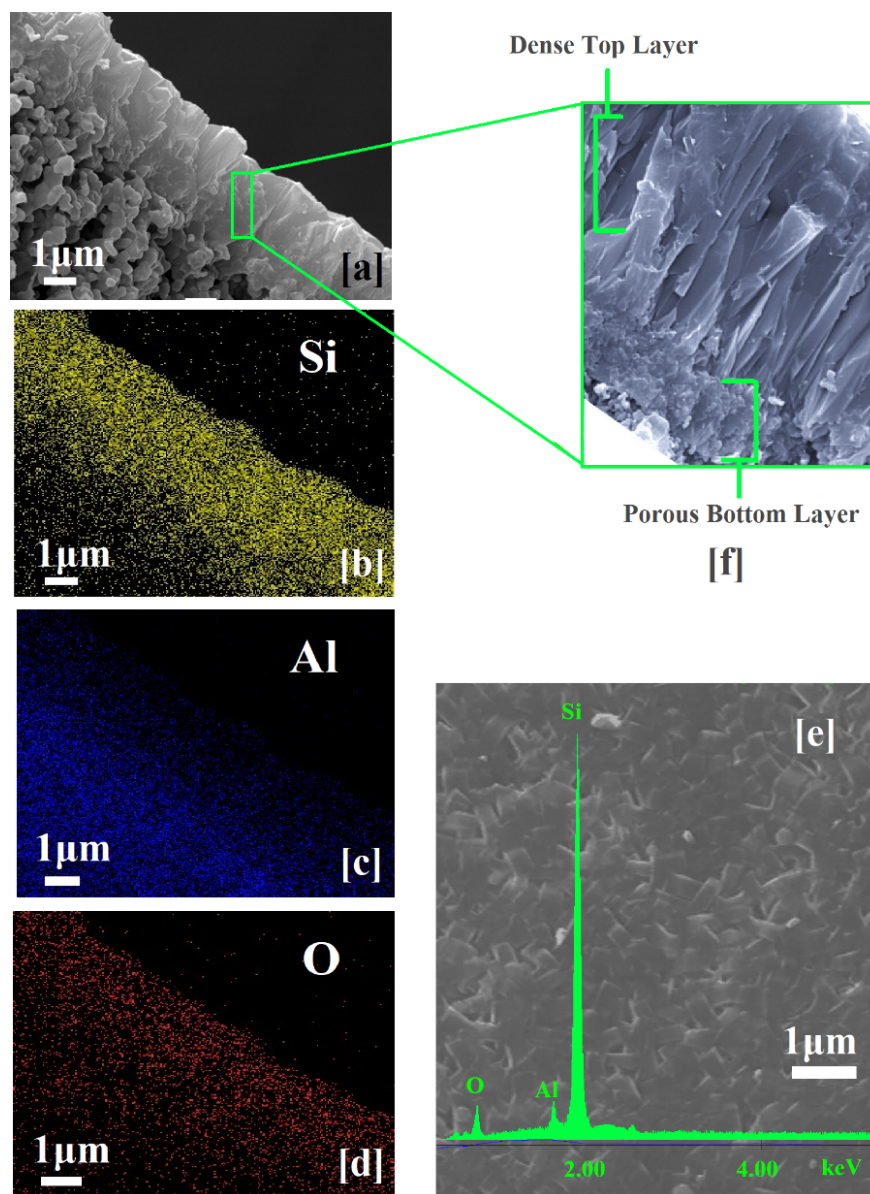 Dense Top Layer
1μm
[a]
Si
1μm
[b]
Porous Bottom Layer
[f]
Al
1μm
[c]
Si
[e]
O
1μm
[d]
O
Al
1μm
2.00
4.00
keV